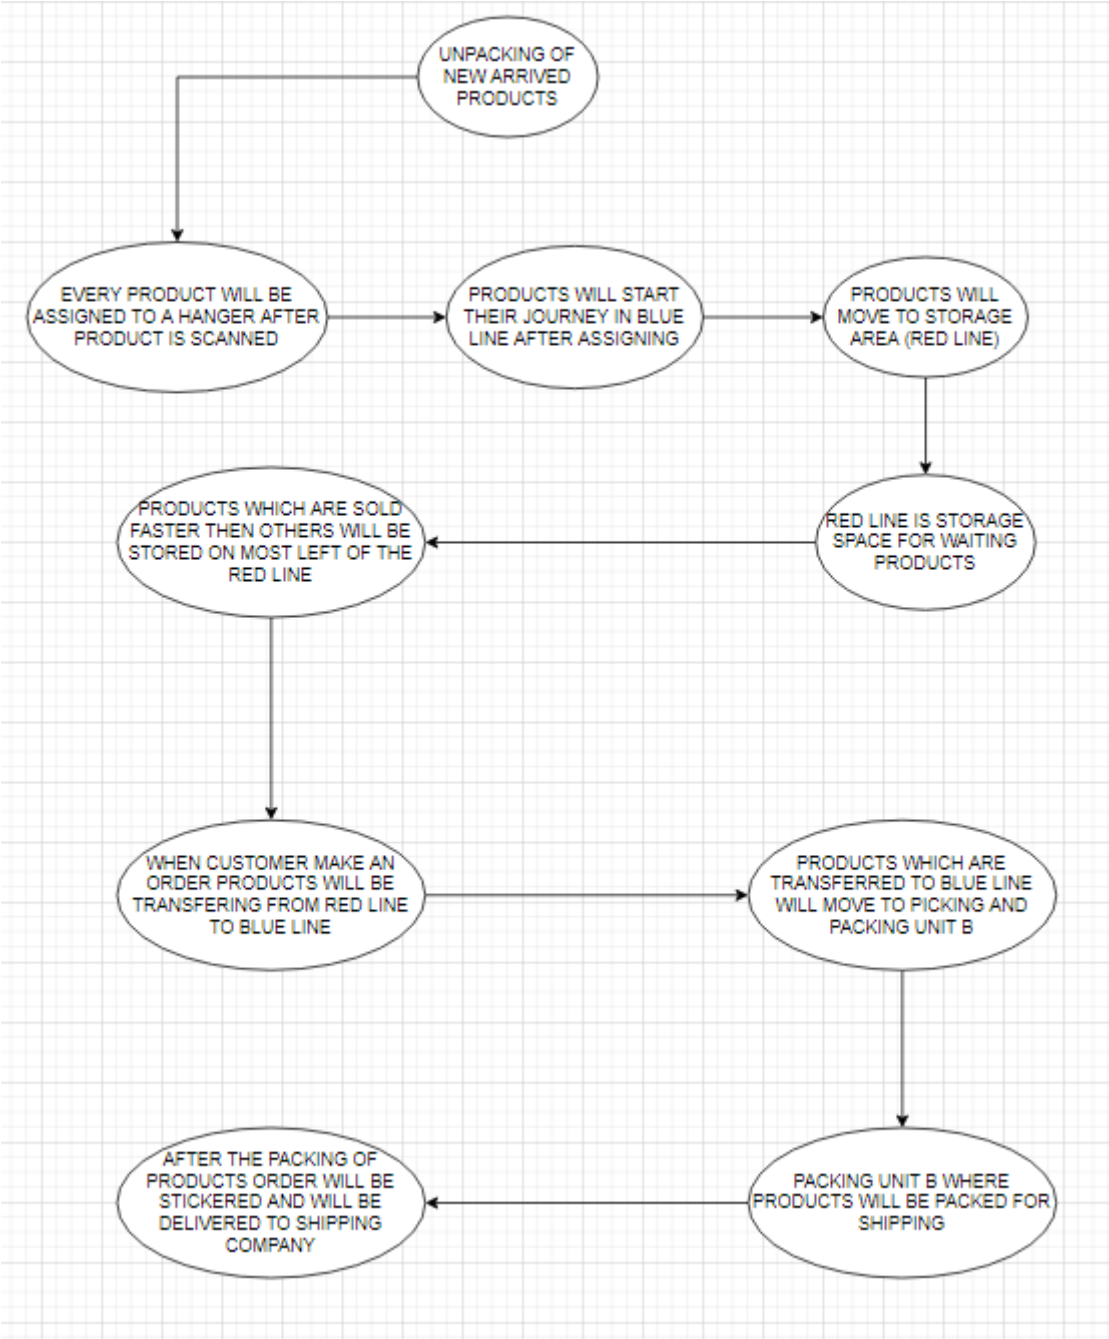 UNPACKING OF
NEW ARRIVED
PRODUCTS
EVERY PRODUCT WILL BE
ASSIGNED TO A HANGER AFTER
PRODUCT IS SCANNED
PRODUCTS WILL START
THEIR JOURNEY IN BLUE
LINE AFTER ASSIGNING
PRODUCTS WILL
MOVE TO STORAGE
AREA (RED LINE)
RED LINE IS STORAGE
SPACE FOR WAITING
PRODUCTS
PRODUCTS WHICH ARE SOLD
FASTER THEN OTHERS WILL BE
STORED ON MOST LEFT OF THE
RED LINE
WHEN CUSTOMER MAKE AN
ORDER PRODUCTS WILL BE
TRANSFERING FROM RED LINE
TO BLUE LINE
PRODUCTS WHICH ARE
TRANSFERRED TO BLUE LINE
WILL MOVE TO PICKING AND
PACKING UNIT B
PACKING UNIT B WHERE
PRODUCTS WILL BE PACKED FOR
SHIPPING
AFTER THE PACKING OF
PRODUCTS ORDER WILL BE
STICKERED AND WILL BE
DELIVERED TO SHIPPING
COMPANY